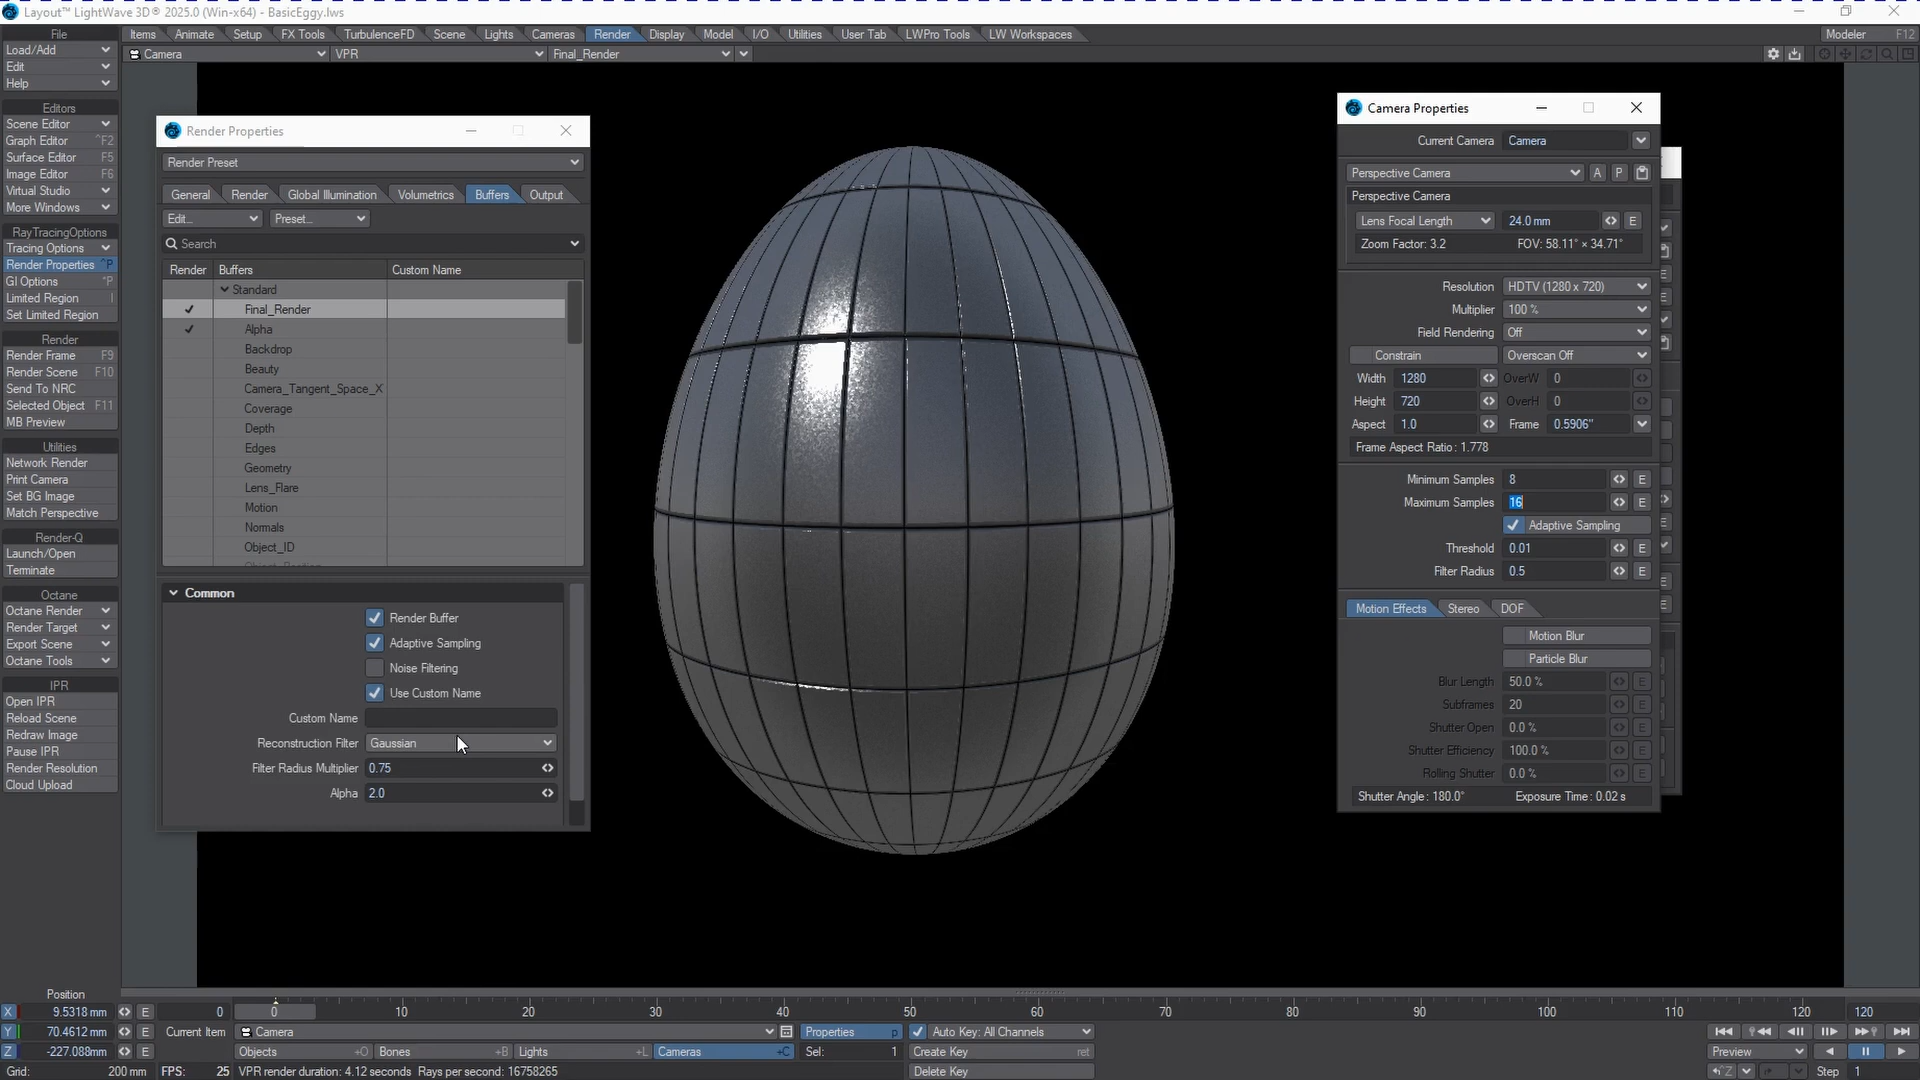 Layout™ LightWave 3D® 2025.0 (Win-x64) - BasicEggy.lws
File
Load/Add
Edit
Help
Editors
Scene Editor
Graph Editor ^F2
Surface Editor F5
Image Editor F6
Virtual Studio
More Windows
RayTracingOptions
Tracing Options
Render Properties ^P
GI Options *P
Limited Region l
Set Limited Region
Render
Render Frame F9
Render Scene F10
Send To NRC
Selected Object F11
MB Preview
Utilities
Network Render
Print Camera
Set BG Image
Match Perspective
Render-Q
Launch/Open
Terminate
Octane
Octane Render
Render Target
Export Scene
Octane Tools
IPR
Open IPR
Reload Scene
Redraw Image
Pause IPR
Render Resolution
Cloud Upload
Items Animate Setup FX Tools TurbulenceFD Scene Lights Cameras Render Display Model I/O Utilities User Tab LWPro Tools LW Workspaces Modeler F12
Camera VPR Final_Render
Render Properties
Render Preset
General Render Global Illumination Volumetrics Buffers Output
Edit... Preset...
Search
Render Buffers Custom Name
Standard
Final_Render
Alpha
Backdrop
Beauty
Camera_Tangent_Space_X
Coverage
Depth
Edges
Geometry
Lens_Flare
Motion
Normals
Object_ID
Common
Render Buffer
Adaptive Sampling
Noise Filtering
Use Custom Name
Custom Name
Reconstruction Filter Gaussian
Filter Radius Multiplier 0.75
Alpha 2.0
Camera Properties
Current Camera Camera
Perspective Camera A P
Perspective Camera
Lens Focal Length 24.0 mm E
Zoom Factor: 3.2 FOV: 58.11° × 34.71°
Resolution HDTV (1280 x 720)
Multiplier 100 %
Field Rendering Off
Constrain Overscan Off
Width 1280 OverW 0
Height 720 OverH 0
Aspect 1.0 Frame 0.5906"
Frame Aspect Ratio: 1.778
Minimum Samples 8 E
Maximum Samples 16 E
Adaptive Sampling
Threshold 0.01 E
Filter Radius 0.5 E
Motion Effects Stereo DOF
Motion Blur
Particle Blur
Blur Length 50.0 % E
Subframes 20 E
Shutter Open 0.0 % E
Shutter Efficiency 100.0 % E
Rolling Shutter 0.0 % E
Shutter Angle: 180.0° Exposure Time: 0.02 s
Position
X 9.5318 mm E 0 0 10 20 30 40 50 60 70 80 90 100 110 120 120
Y 70.4612 mm E Current Item Camera Properties p Auto Key: All Channels
Z -227.088mm E Objects +O Bones +B Lights +L Cameras +C Sel: 1 Create Key ret Preview
Grid: 200 mm FPS: 25 VPR render duration: 4.12 seconds Rays per second: 16758265 Delete Key ^Z Step 1